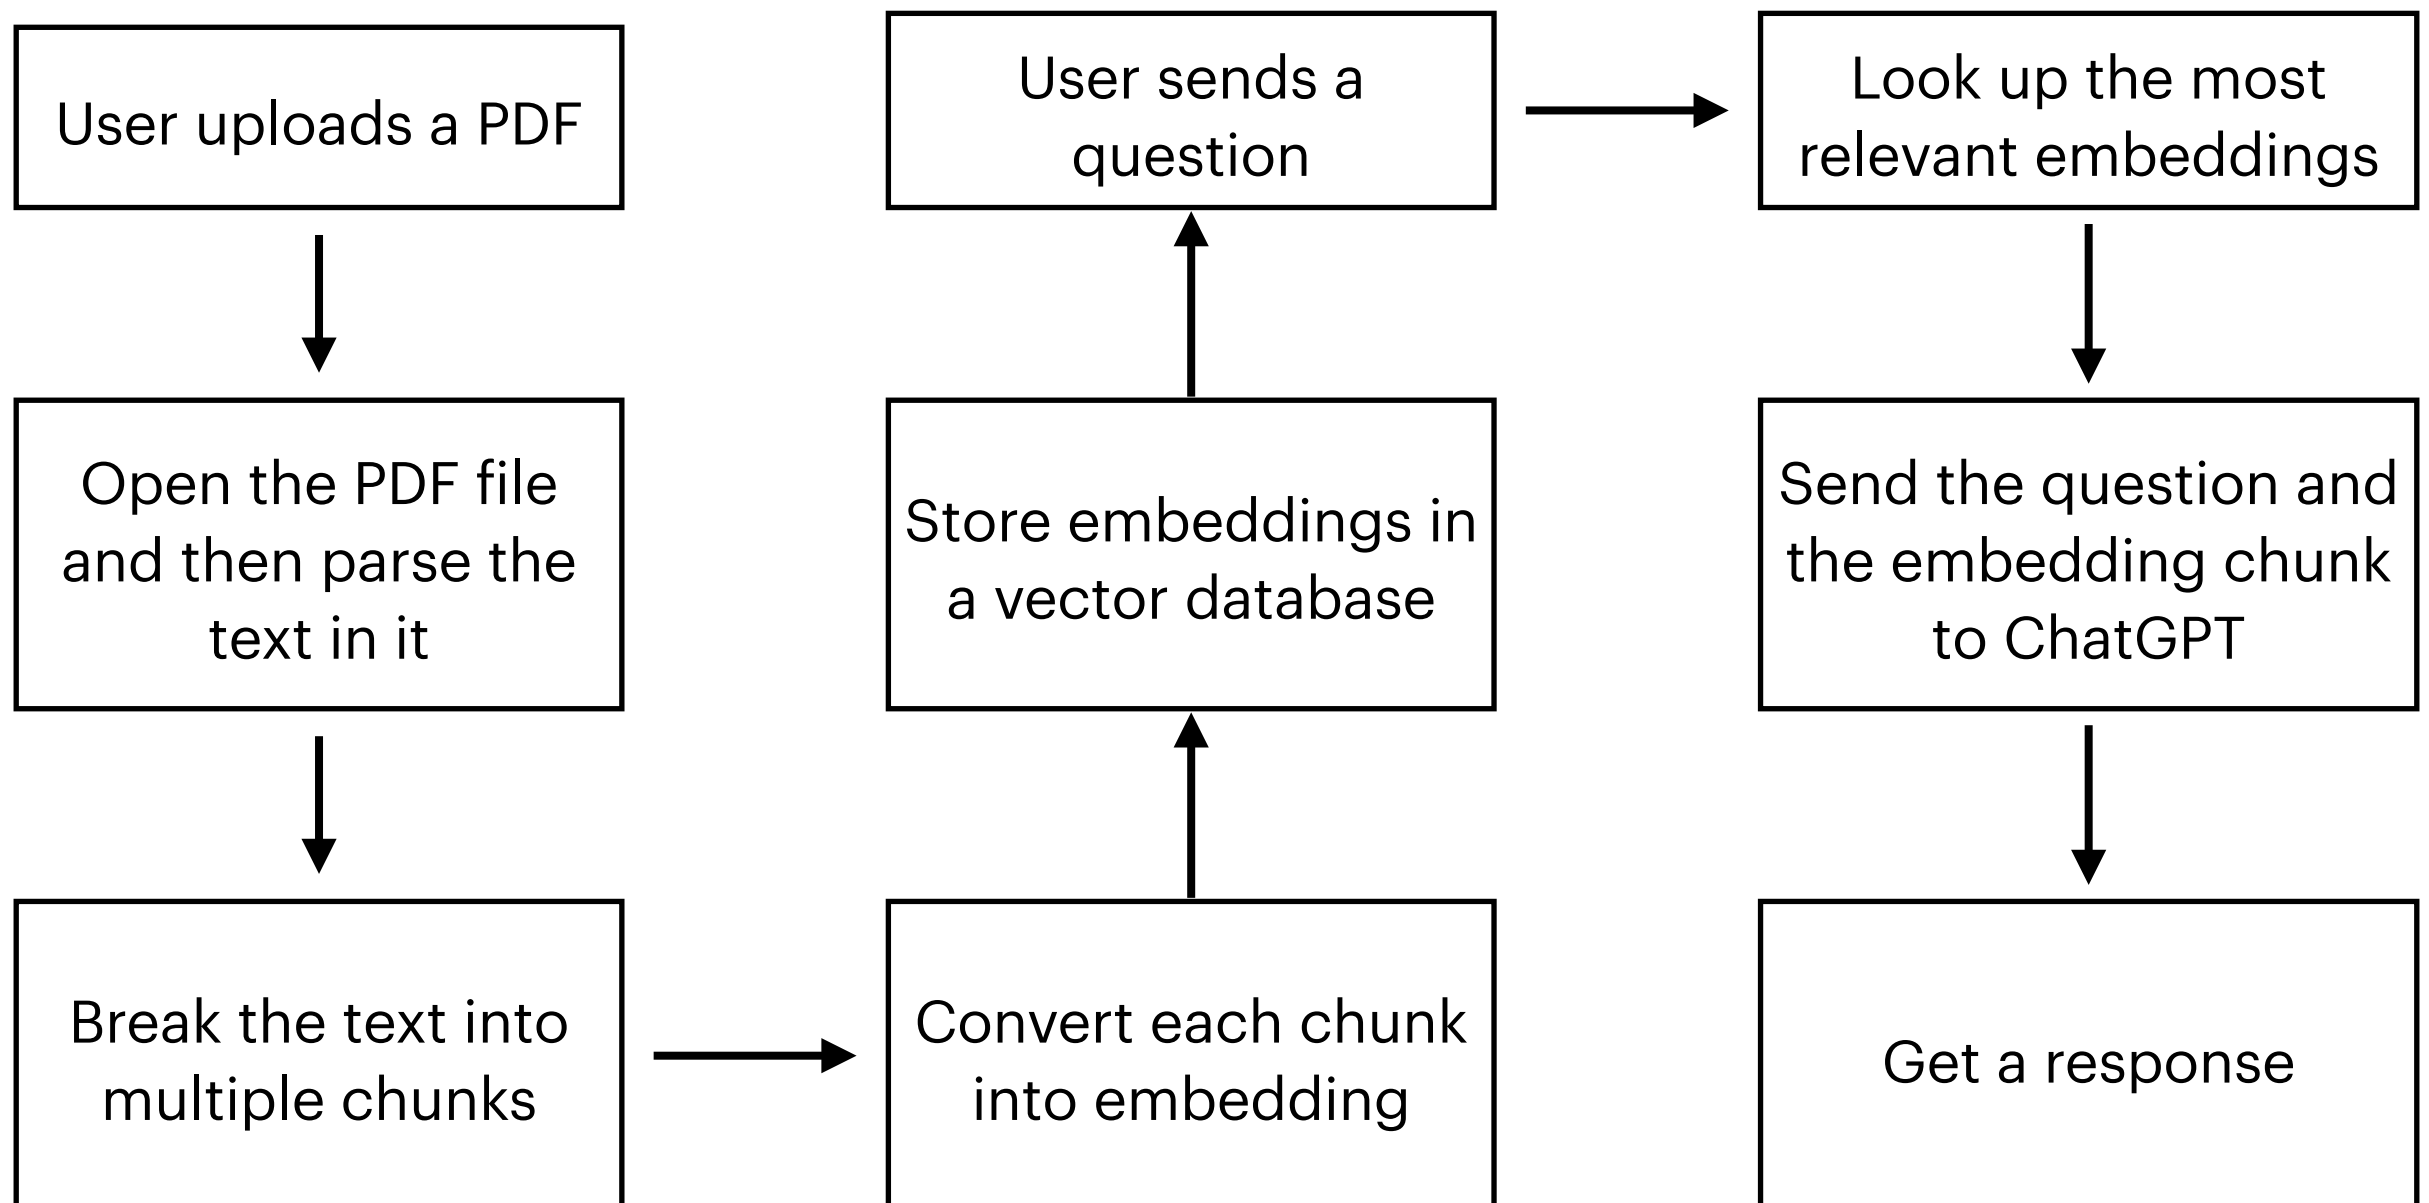 User uploads a PDF
Open the PDF file
and then parse the
text in it
Break the text into
multiple chunks
Convert each chunk
into embedding
Store embeddings in
a vector database
User sends a
question
Look up the most
relevant embeddings
Send the question and
the embedding chunk
to ChatGPT
Get a response